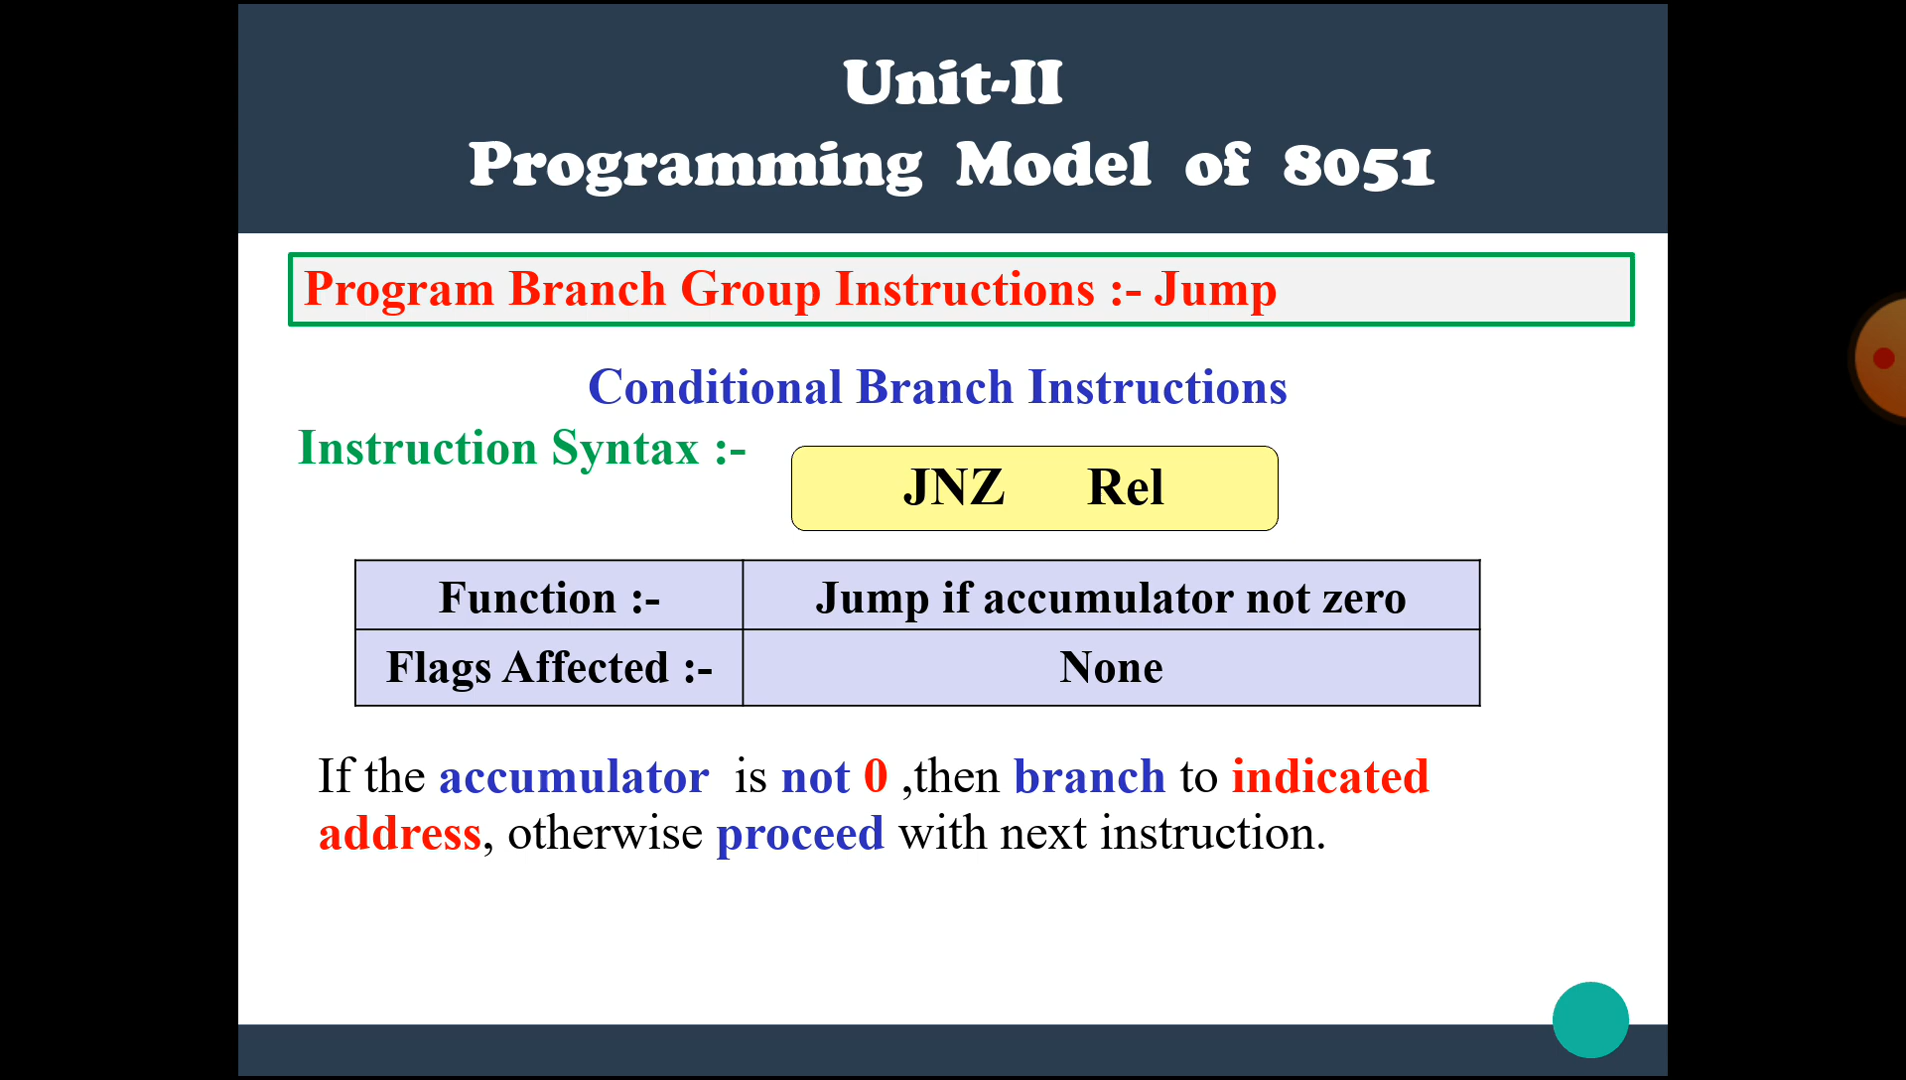 Unit-II
Programming Model of 8051
Program Branch Group Instructions :- Jump
Conditional Branch Instructions
Instruction Syntax :-
JNZ Rel
Function :- Jump if accumulator not zero
Flags Affected :- None
If the accumulator is not 0 ,then branch to indicated
address, otherwise proceed with next instruction.